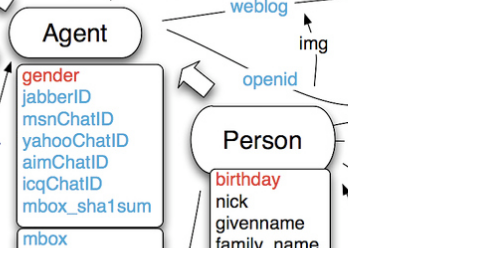 weblog
Agent
img
gender
openid
jabberID
msnChatID
yahooChatID
Person
aimChatID
icqChatID
birthday
mbox_sha1sum
nick
givenname
mbox
family_name